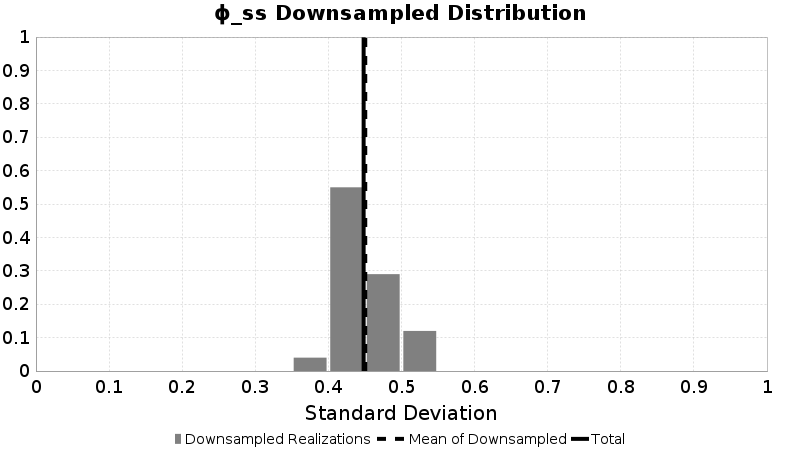 ϕ_ss Downsampled Distribution
1
0.9
0.8
0.7
0.6
0.5
0.4
0.3
0.2
0.1
0
0 0.1 0.2 0.3 0.4 0.5 0.6 0.7 0.8 0.9 1
Standard Deviation
Downsampled Realizations Mean of Downsampled Total